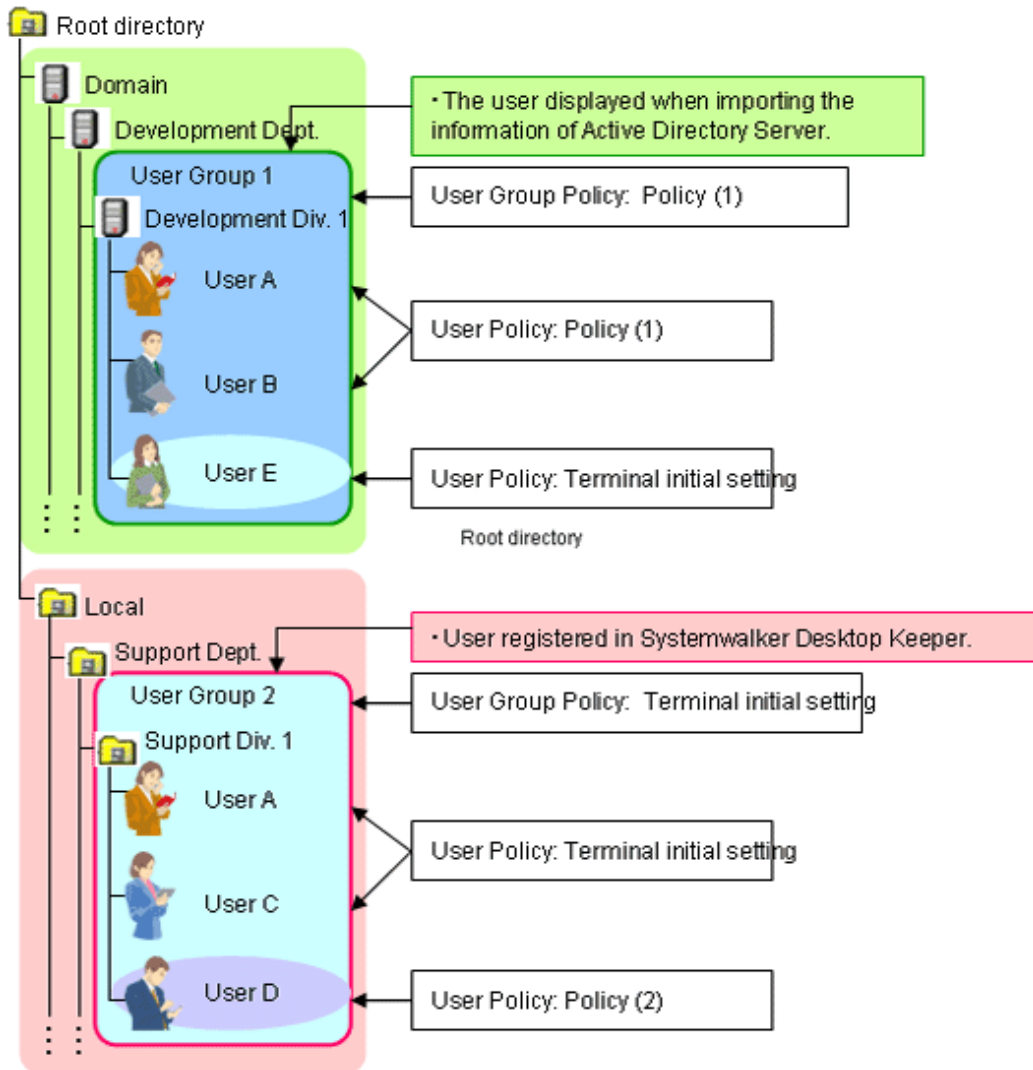 Root directory
Domain
Development Dept.
・The user displayed when importing the
information of Active Directory Server.
User Group 1
User Group Policy:  Policy (1)
Development Div. 1
User A
User Policy: Policy (1)
User B
User E
User Policy: Terminal initial setting
Root directory
Local
Support Dept.
・User registered in Systemwalker Desktop Keeper.
User Group 2
User Group Policy:  Terminal initial setting
Support Div. 1
User A
User Policy: Terminal initial setting
User C
User D
User Policy: Policy (2)